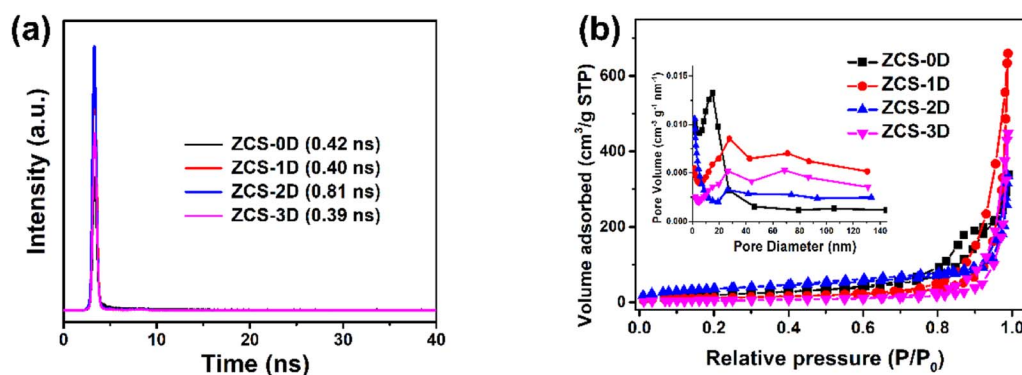 (a)
Intensity (a.u.)
ZCS-0D (0.42 ns)
ZCS-1D (0.40 ns)
ZCS-2D (0.81 ns)
ZCS-3D (0.39 ns)
0 10 20 30 40
Time (ns)
(b)
Volume adsorbed (cm³/g STP)
600
400
200
0
ZCS-0D
ZCS-1D
ZCS-2D
ZCS-3D
Pore Volume (cm⁻³ g⁻¹ nm⁻¹)
0.015
0.010
0.005
0.000
0 20 40 60 80 100 120 140
Pore Diameter (nm)
0.0 0.2 0.4 0.6 0.8 1.0
Relative pressure (P/P₀)